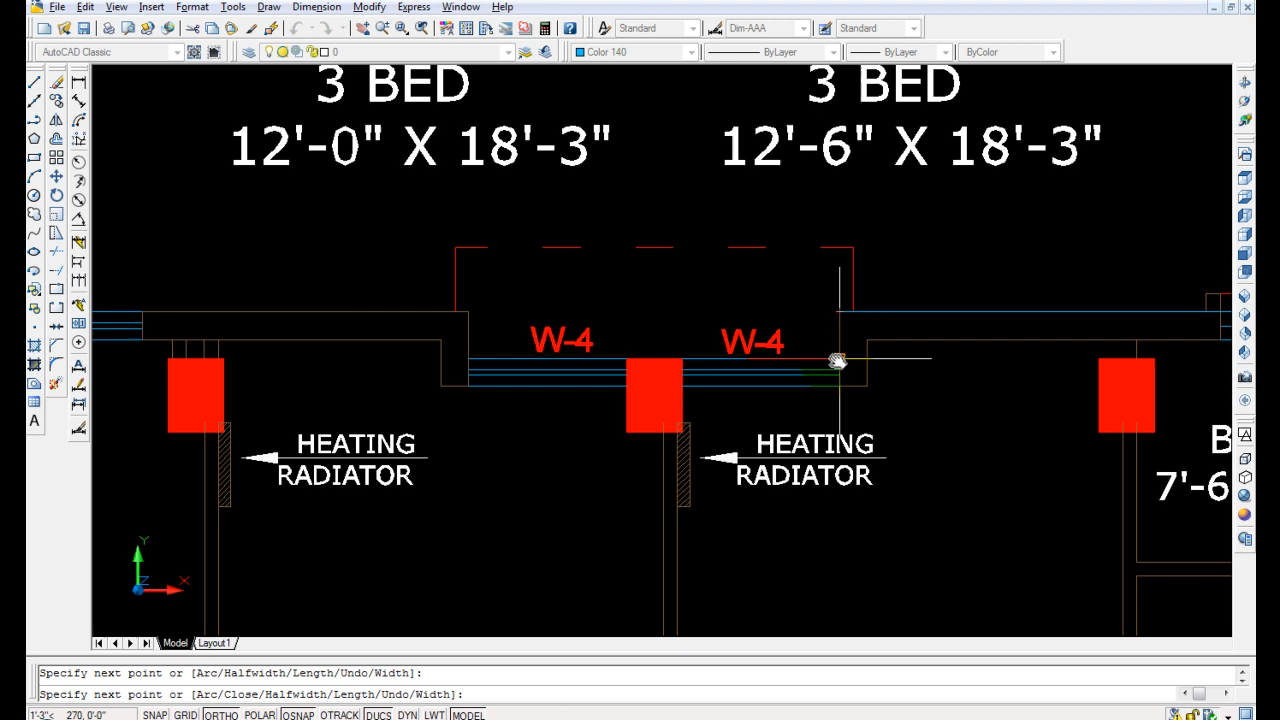 File Edit View Insert Format Tools Draw Dimension Modify Express Window Help
Standard Dim-AAA Standard
AutoCAD Classic 0 Color 140 ByLayer ByLayer ByColor
3 BED 3 BED
12'-0" X 18'-3" 12'-6" X 18'-3"
W-4 W-4
HEATING HEATING
RADIATOR RADIATOR
B
7'-6
Y
Z X
A
Model Layout1
Specify next point or [Arc/Halfwidth/Length/Undo/Width]:
Specify next point or [Arc/Close/Halfwidth/Length/Undo/Width]:
1'-3"< 270, 0'-0" SNAP GRID ORTHO POLAR OSNAP OTRACK DUCS DYN LWT MODEL